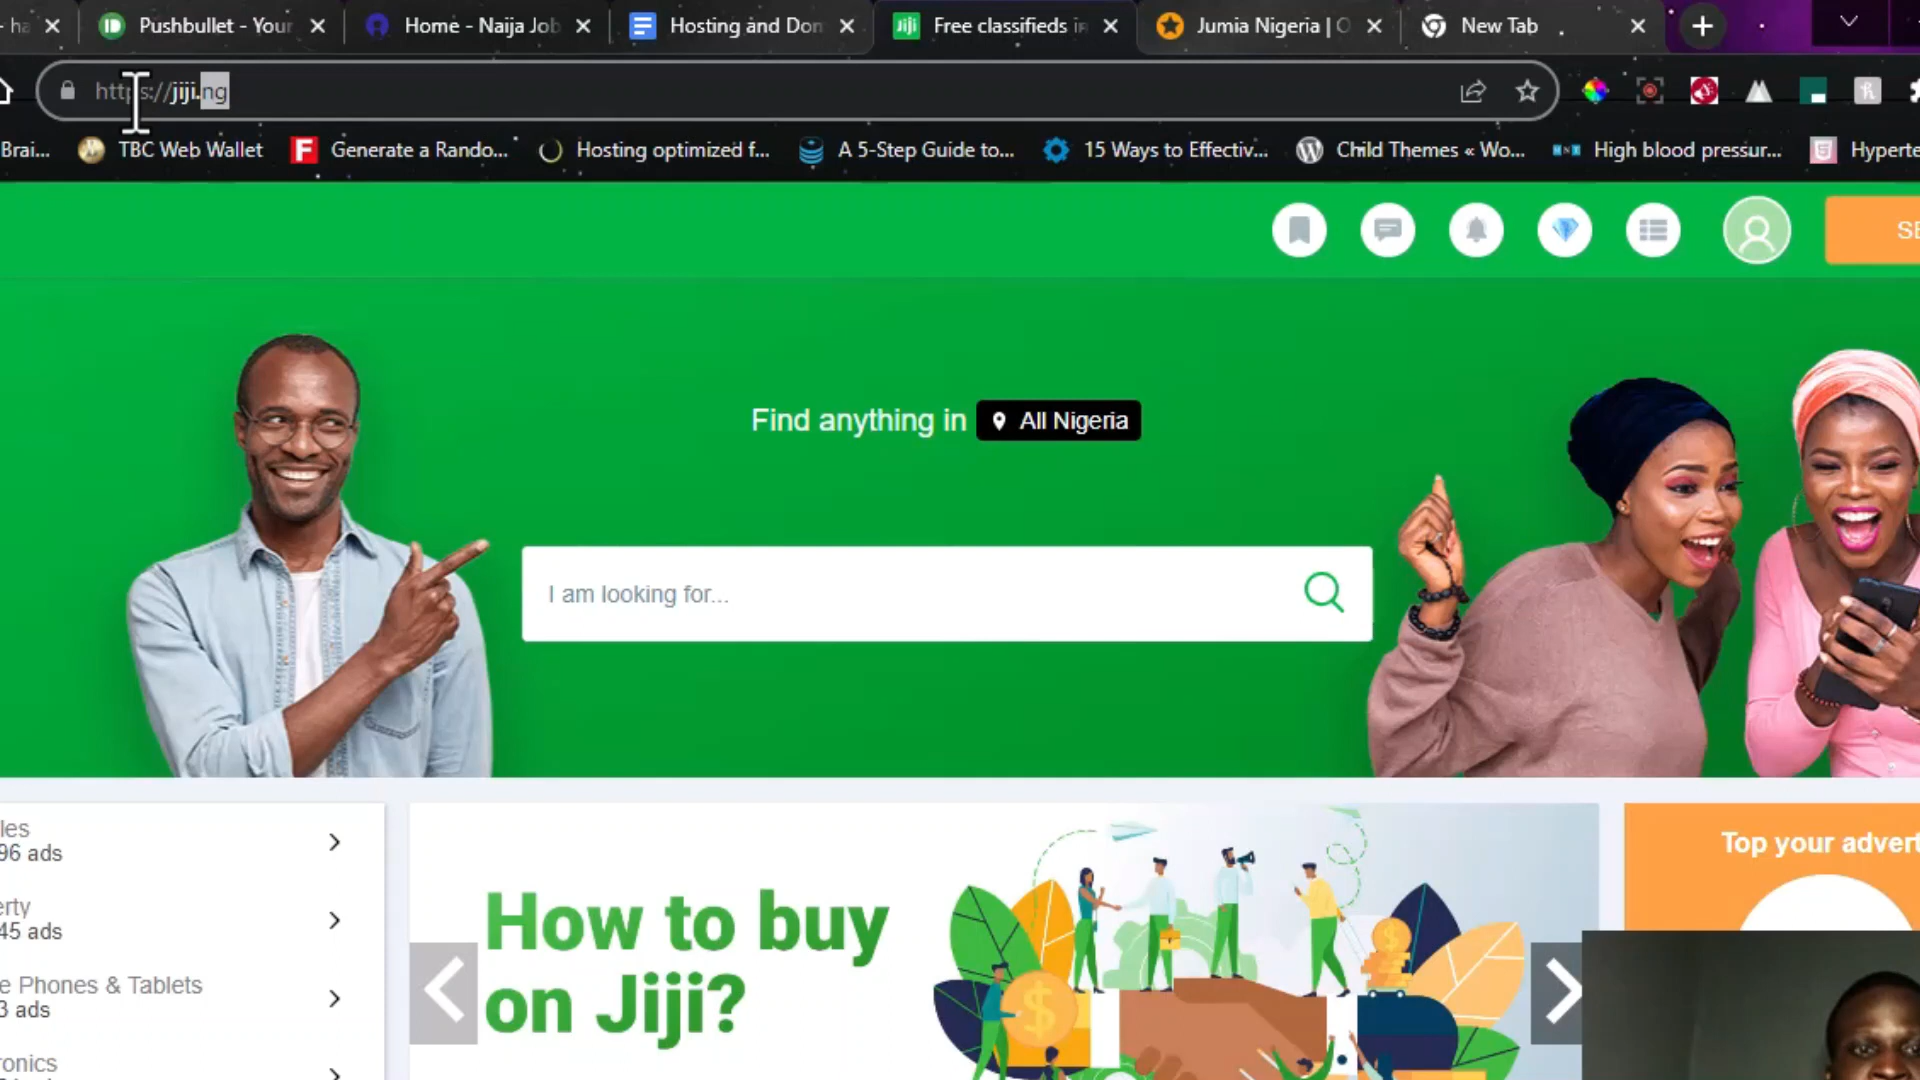 - ha
Pushbullet - Your
Home - Naija Job
Hosting and Dom
Jiji
Free classifieds in
Jumia Nigeria | O
New Tab
https://jiji.ng
Brai...
TBC Web Wallet
F
Generate a Rando...
Hosting optimized f...
A 5-Step Guide to...
15 Ways to Effectiv...
Child Themes « Wo...
High blood pressur...
5
Hyperte
SE
Find anything in
All Nigeria
I am looking for...
les
96 ads
erty
45 ads
e Phones & Tablets
3 ads
ronics
How to buy
on Jiji?
Top your advert